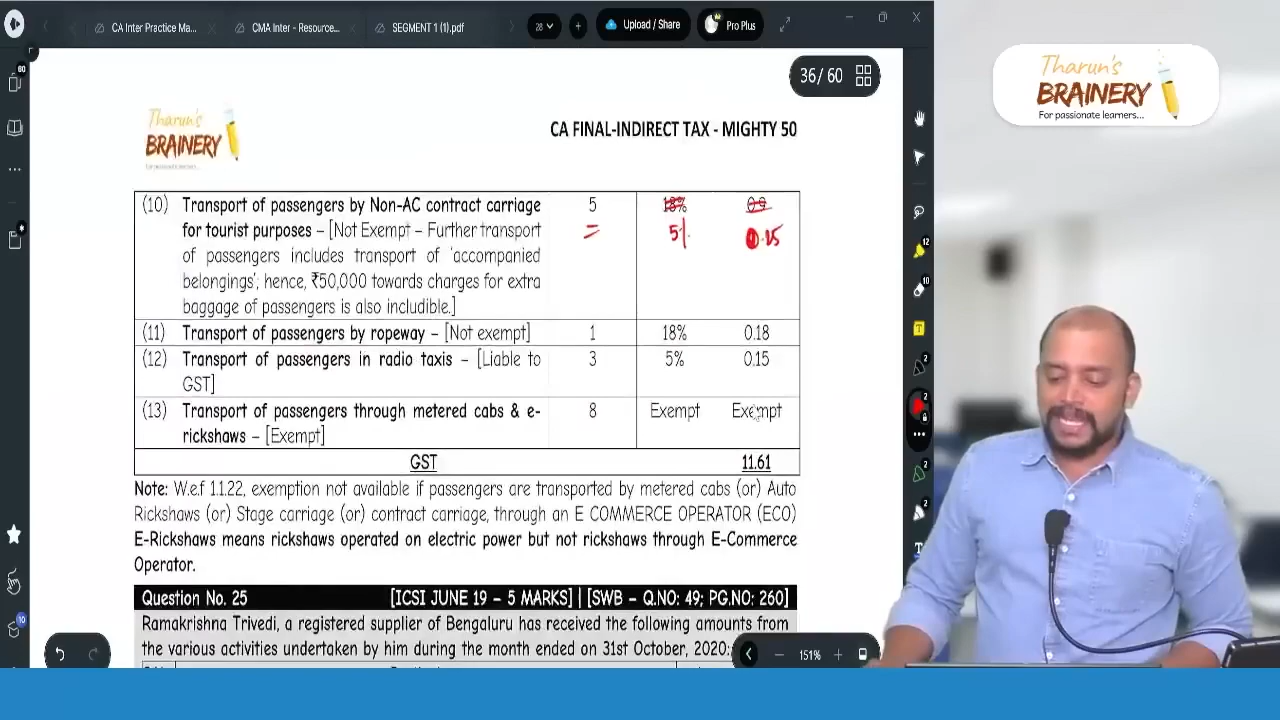 CA Inter Practice Ma...
CMA Inter - Resource...
SEGMENT 1 (1).pdf
28
Upload / Share
Pro Plus
36/60
Tharun's
BRAINERY
For passionate learners...
Tharun's
BRAINERY
CA FINAL-INDIRECT TAX - MIGHTY 50
(10) Transport of passengers by Non-AC contract carriage 5 18% 0.9
for tourist purposes – [Not Exempt – Further transport = 5% 0.25
of passengers includes transport of 'accompanied
belongings'; hence, ₹50,000 towards charges for extra
baggage of passengers is also includible.]
(11) Transport of passengers by ropeway – [Not exempt] 1 18% 0.18
(12) Transport of passengers in radio taxis – [Liable to 3 5% 0.15
GST]
(13) Transport of passengers through metered cabs & e- 8 Exempt Exempt
rickshaws – [Exempt]
GST 11.61
Note: W.e.f 1.1.22, exemption not available if passengers are transported by metered cabs (or) Auto
Rickshaws (or) Stage carriage (or) contract carriage, through an E COMMERCE OPERATOR (ECO)
E-Rickshaws means rickshaws operated on electric power but not rickshaws through E-Commerce
Operator.
Question No. 25 [ICSI JUNE 19 – 5 MARKS] | [SWB – Q.NO: 49; PG.NO: 260]
Ramakrishna Trivedi, a registered supplier of Bengaluru has received the following amounts from
the various activities undertaken by him during the month ended on 31st October, 2020:
151%